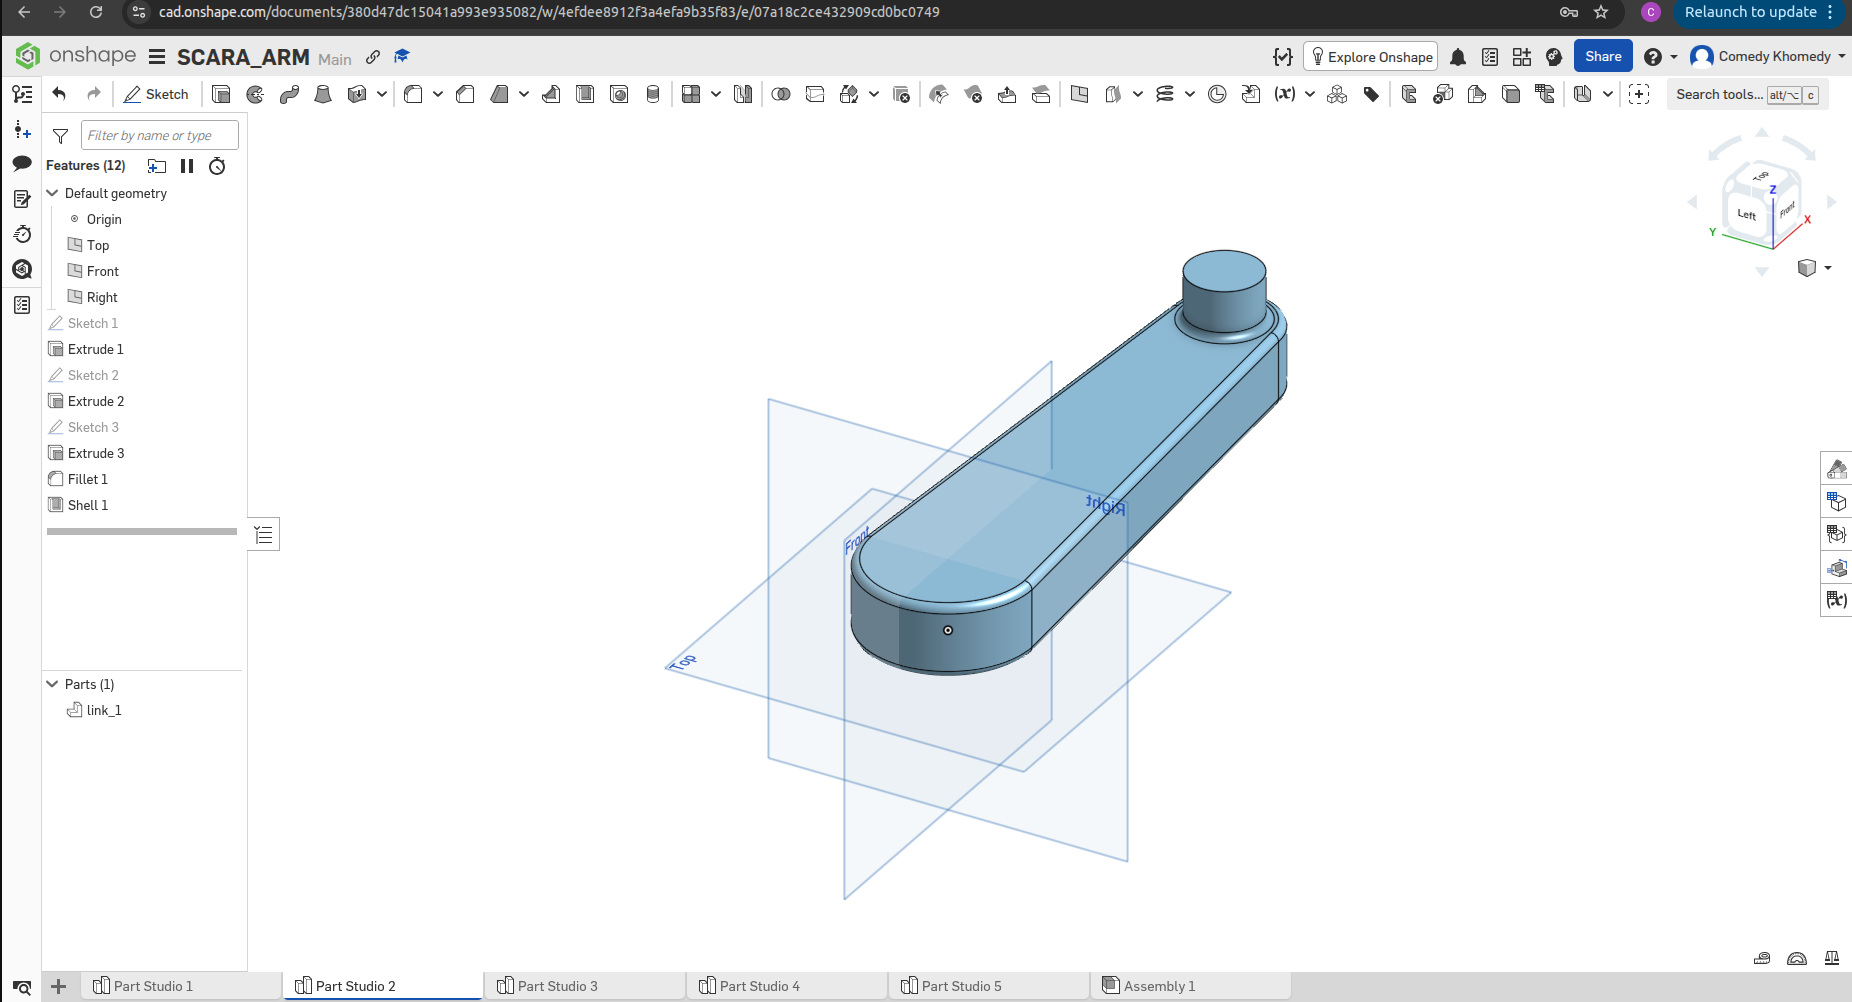 cad.onshape.com/documents/380d47dc15041a993e935082/w/4efdee8912f3a4efa9b35f83/e/07a18c2ce432909cd0bc0749
C
Relaunch to update
onshape
SCARA_ARM Main
Explore Onshape
Share
Comedy Khomedy
Sketch
(x)
Search tools... alt/⌥ c
Filter by name or type
Features (12)
Default geometry
Origin
Top
Front
Right
Sketch 1
Extrude 1
Sketch 2
Extrude 2
Sketch 3
Extrude 3
Fillet 1
Shell 1
Parts (1)
link_1
Top
Z
Left
Front
X
Y
Right
Front
Top
(x)
Part Studio 1
Part Studio 2
Part Studio 3
Part Studio 4
Part Studio 5
Assembly 1